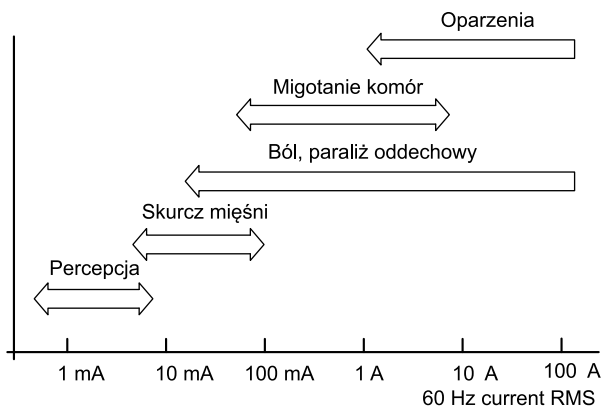 Oparzenia
Migotanie komór
Ból, paraliż oddechowy
Skurcz mięśni
Percepcja
1 mA 10 mA 100 mA 1 A 10 A 100 A
60 Hz current RMS